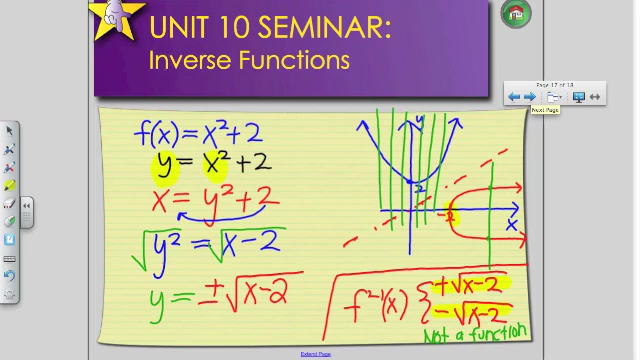 UNIT 10 SEMINAR:
Inverse Functions
Page 17 of 18
Next Page
f(x) = x²+2
y = x² + 2
x = y² + 2
√y² = √x-2
y = ±√x-2
y
2
-2
x
f⁻¹(x) { +√x-2
-√x-2
Not a function
Extend Page